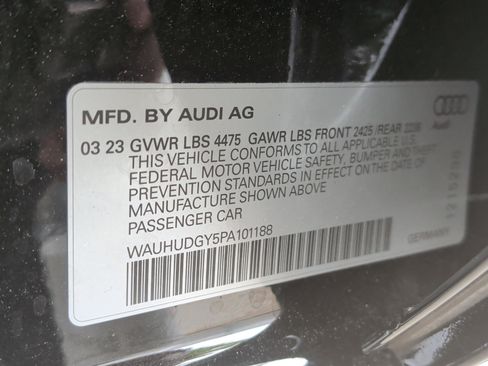 MFD. BY AUDI AG
03 23 GVWR LBS 4475 GAWR LBS FRONT 2425 /REAR
THIS VEHICLE CONFORMS TO ALL APPLICABLE U.S.
FEDERAL MOTOR VEHICLE SAFETY, BUMPER AND THEFT
PREVENTION STANDARDS IN EFFECT ON THE DATE OF
MANUFACTURE SHOWN ABOVE
PASSENGER CAR
WAUHUDGY5PA101188
GERMANY
Audi